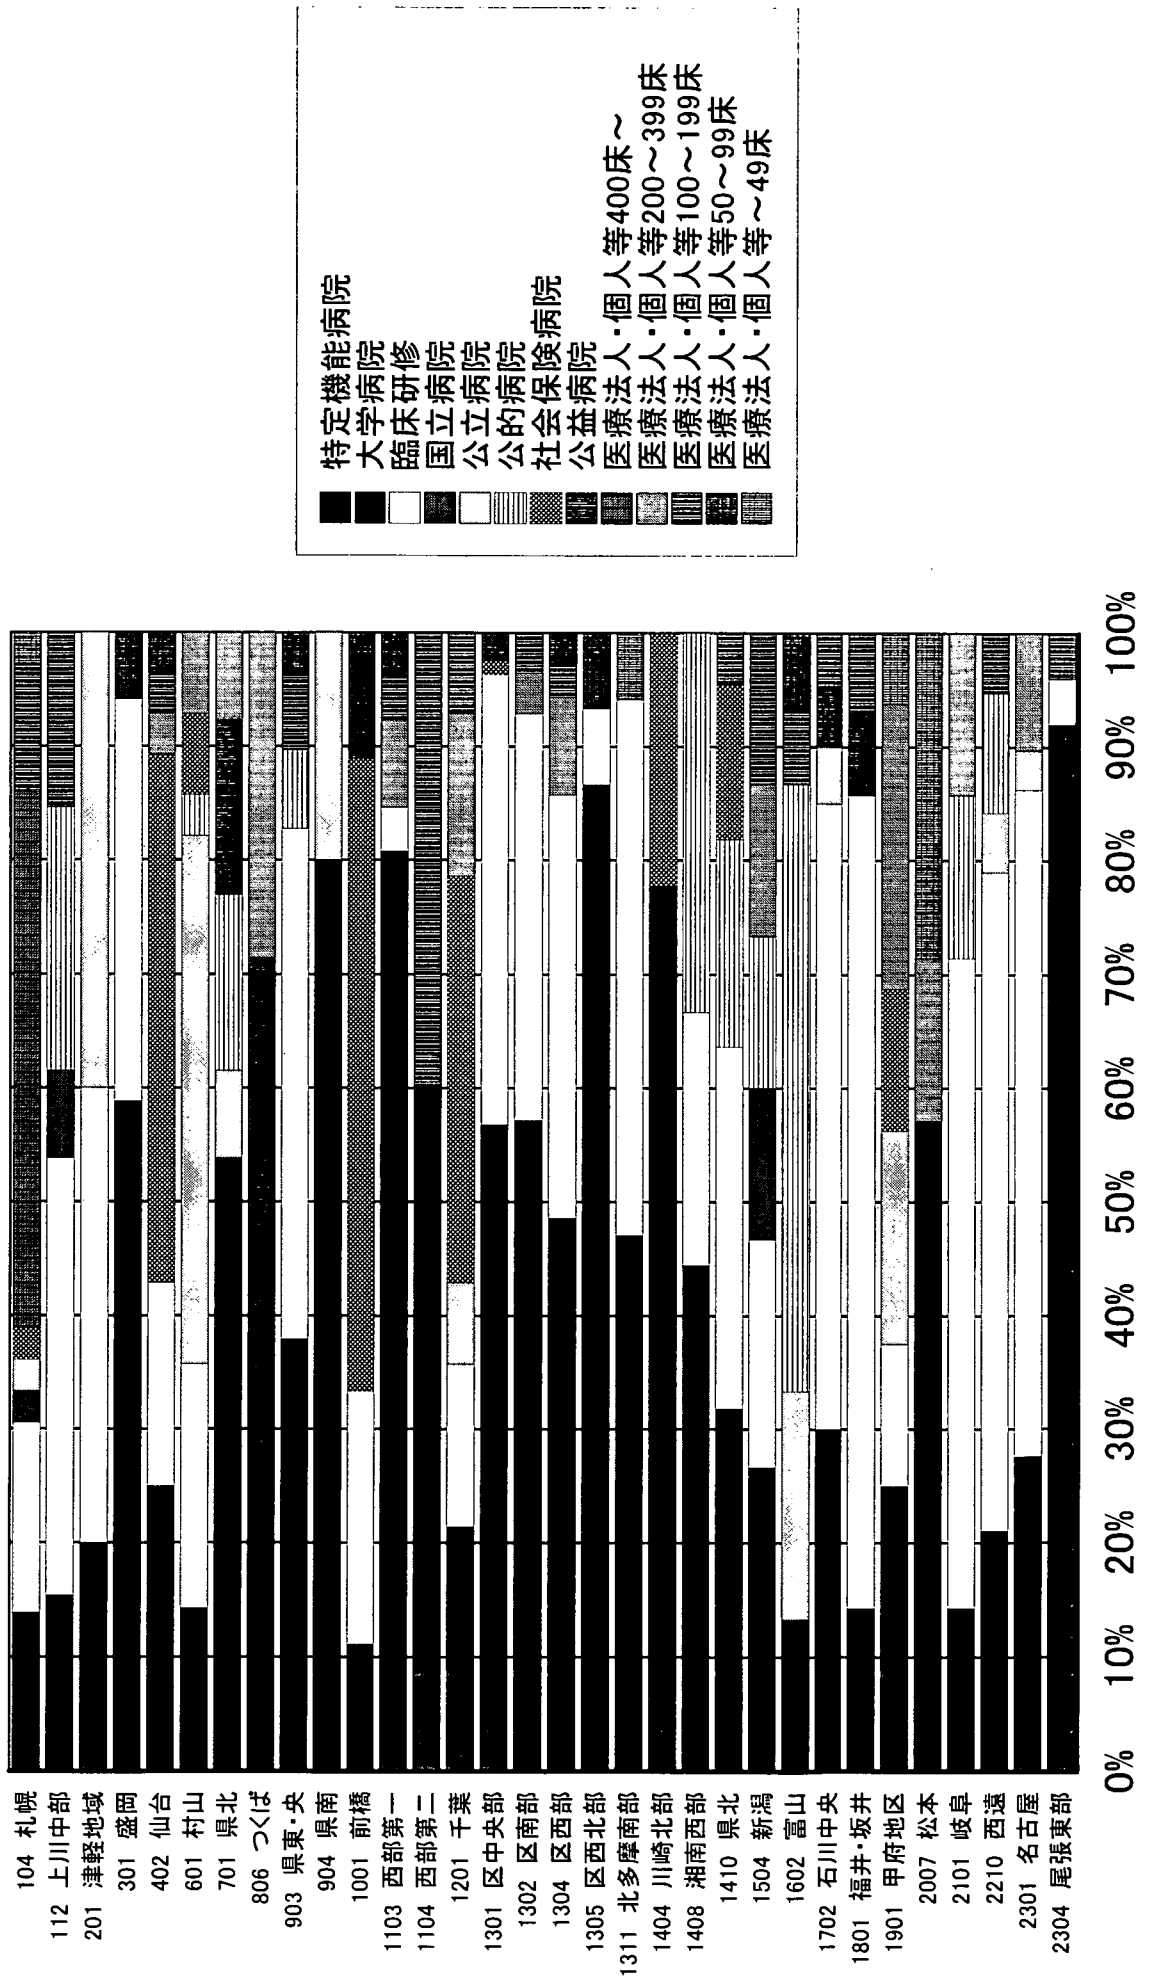 104 札幌
112 上川中部
201 津軽地域
301 盛岡
402 仙台
601 村山
701 県北
806 つくば
903 県東・央
904 県南
1001 前橋
1103 西部第一
1104 西部第二
1201 千葉
1301 区中央部
1302 区南部
1304 区西部
1305 区西北部
1311 北多摩南部
1404 川崎北部
1408 湘南西部
1410 県北
1504 新潟
1602 富山
1702 石川中央
1801 福井・坂井
1901 甲府地区
2007 松本
2101 岐阜
2210 西遠
2301 名古屋
2304 尾張東部
0%
10%
20%
30%
40%
50%
60%
70%
80%
90%
100%
特定機能病院
大学病院
臨床研修
国立病院
公立病院
公的病院
社会保険病院
公益病院
医療法人・個人等400床～
医療法人・個人等200～399床
医療法人・個人等100～199床
医療法人・個人等50～99床
医療法人・個人等～49床